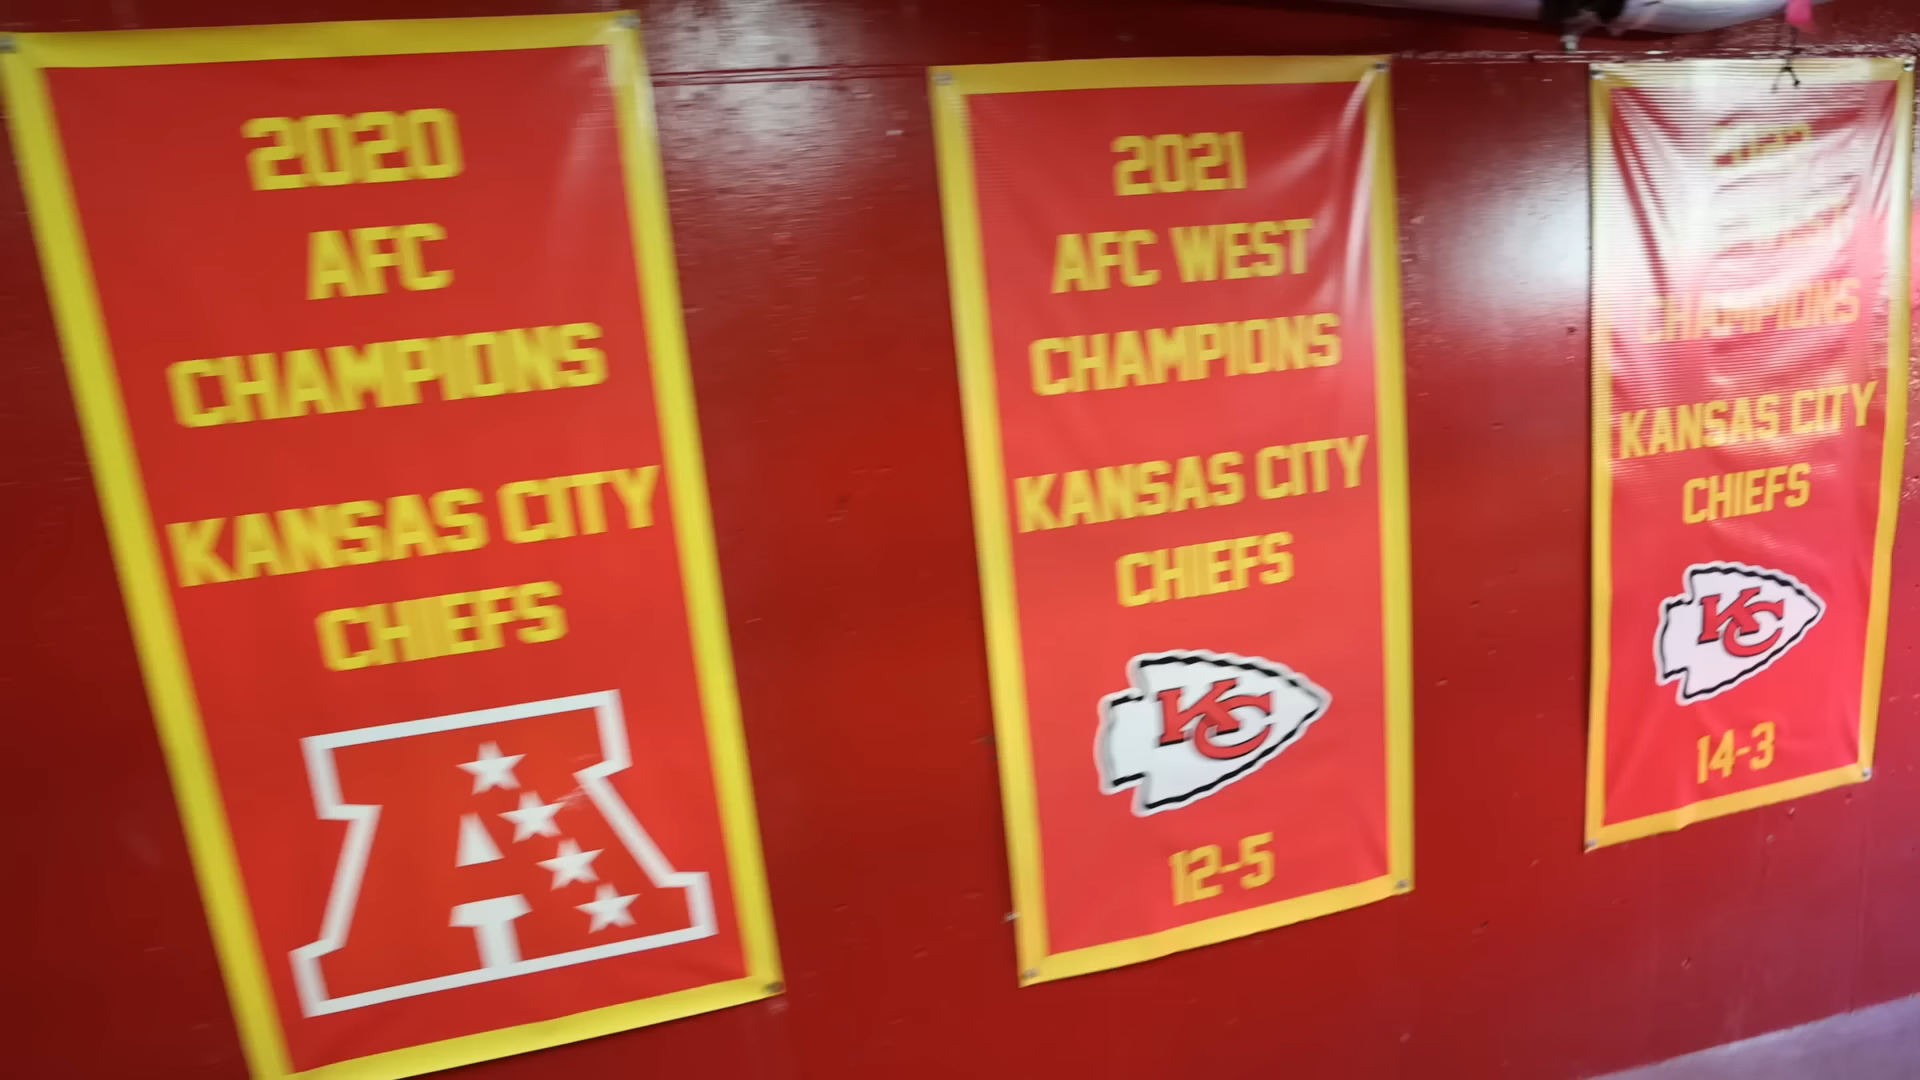 2020
AFC
CHAMPIONS
KANSAS CITY
CHIEFS
2021
AFC WEST
CHAMPIONS
KANSAS CITY
CHIEFS
KC
12-5
CHAMPIONS
KANSAS CITY
CHIEFS
KC
14-3